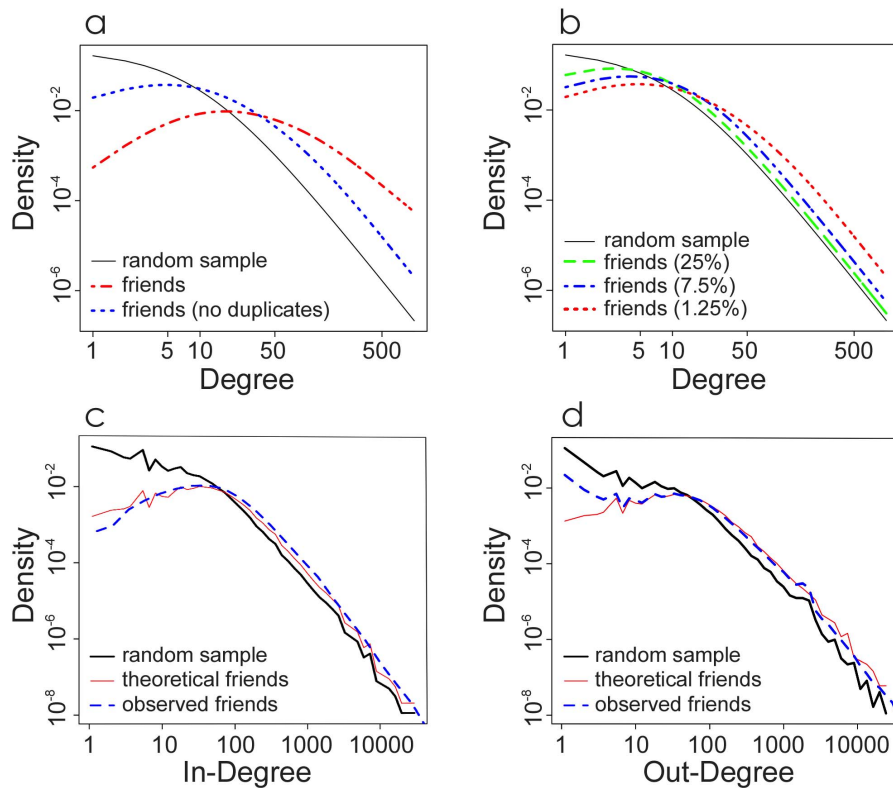 a
Density
10⁻²
10⁻⁴
10⁻⁶
random sample
friends
friends (no duplicates)
1 5 10 50 500
Degree
b
Density
10⁻²
10⁻⁴
10⁻⁶
random sample
friends (25%)
friends (7.5%)
friends (1.25%)
1 5 10 50 500
Degree
c
Density
10⁻²
10⁻⁴
10⁻⁶
10⁻⁸
random sample
theoretical friends
observed friends
1 10 100 1000 10000
In-Degree
d
Density
10⁻²
10⁻⁴
10⁻⁶
10⁻⁸
random sample
theoretical friends
observed friends
1 10 100 1000 10000
Out-Degree